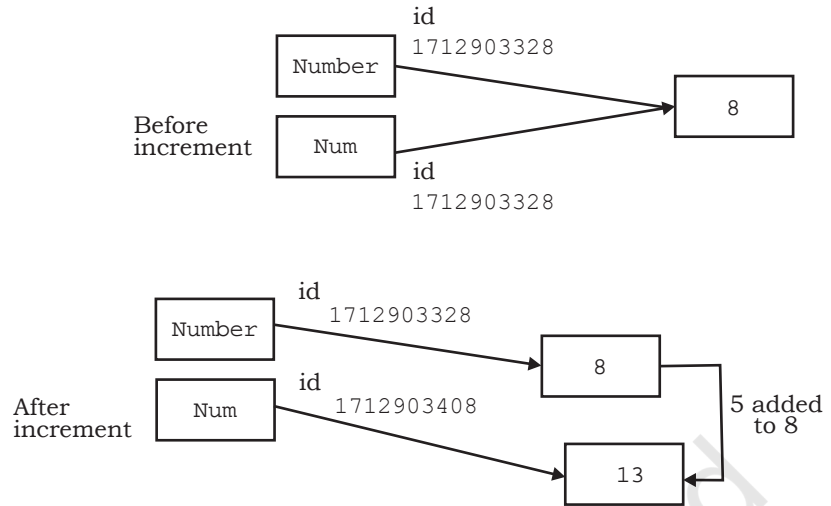 id
1712903328
Number
8
Before
increment
Num
id
1712903328
id
1712903328
Number
8
After
increment
Num
id
1712903408
5 added
to 8
13